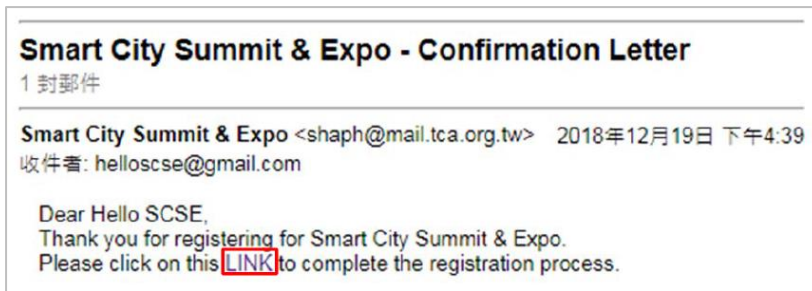 Smart City Summit & Expo - Confirmation Letter
1 封郵件
Smart City Summit & Expo <shaph@mail.tca.org.tw> 2018年12月19日 下午4:39
收件者: helloscse@gmail.com
Dear Hello SCSE,
Thank you for registering for Smart City Summit & Expo.
Please click on this LINK to complete the registration process.